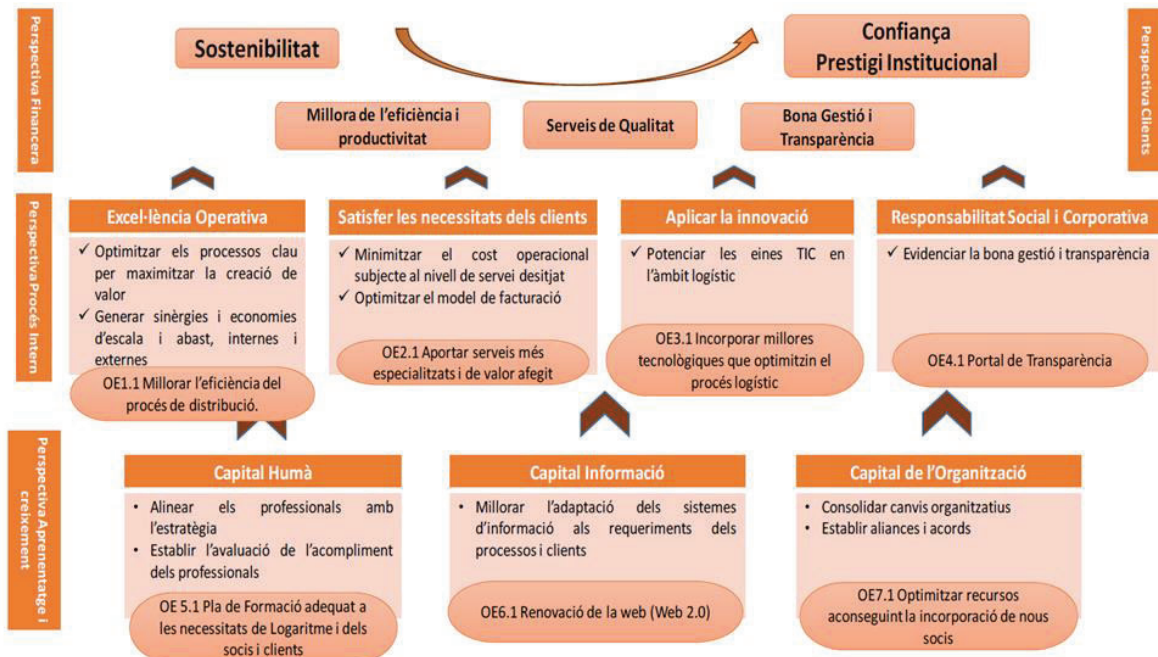 Perspectiva Financera
Sostenibilitat
Confiança
Prestigi Institucional
Perspectiva Clients
Millora de l'eficiència i
productivitat
Serveis de Qualitat
Bona Gestió i
Transparència
Perspectiva Procés Intern
Excel·lència Operativa
✓ Optimitzar els processos clau
per maximitzar la creació de
valor
✓ Generar sinèrgies i economies
d'escala i abast, internes i
externes
OE1.1 Millorar l'eficiència del
procés de distribució.
Satisfer les necessitats dels clients
✓ Minimitzar el cost operacional
subjecte al nivell de servei desitjat
✓ Optimitzar el model de facturació
OE2.1 Aportar serveis més
especialitzats i de valor afegit
Aplicar la innovació
✓ Potenciar les eines TIC en
l'àmbit logístic
OE3.1 Incorporar millores
tecnològiques que optimitzin el
procés logístic
Responsabilitat Social i Corporativa
✓ Evidenciar la bona gestió i transparència
OE4.1 Portal de Transparència
Perspectiva Aprenentatge i
creixement
Capital Humà
• Alinear els professionals amb
l'estratègia
• Establir l'avaluació de l'acompliment
dels professionals
OE 5.1 Pla de Formació adequat a
les necessitats de Logaritme i dels
socis i clients
Capital Informació
• Millorar l'adaptació dels sistemes
d'informació als requeriments dels
processos i clients
OE6.1 Renovació de la web (Web 2.0)
Capital de l'Organització
• Consolidar canvis organitzatius
• Establir aliances i acords
OE7.1 Optimitzar recursos
aconseguint la incorporació de nous
socis